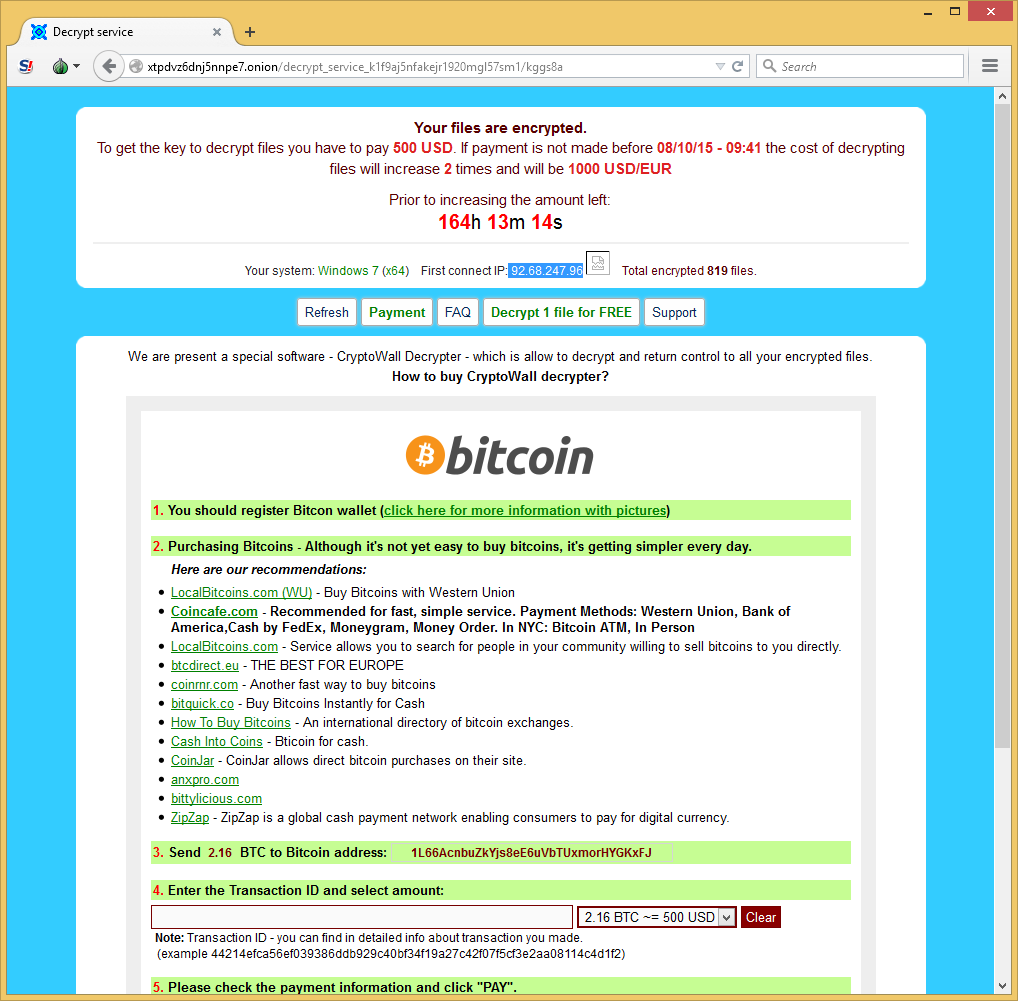 Decrypt service
xtpdvz6dnj5nnpe7.onion/decrypt_service_k1f9aj5nfakejr1920mgl57sm1/kggs8a
Search
Your files are encrypted.
To get the key to decrypt files you have to pay 500 USD. If payment is not made before 08/10/15 - 09:41 the cost of decrypting
files will increase 2 times and will be 1000 USD/EUR
Prior to increasing the amount left:
164h 13m 14s
Your system: Windows 7 (x64) First connect IP: 92.68.247.96 Total encrypted 819 files.
Refresh Payment FAQ Decrypt 1 file for FREE Support
We are present a special software - CryptoWall Decrypter - which is allow to decrypt and return control to all your encrypted files.
How to buy CryptoWall decrypter?
bitcoin
1. You should register Bitcon wallet (click here for more information with pictures)
2. Purchasing Bitcoins - Although it's not yet easy to buy bitcoins, it's getting simpler every day.
Here are our recommendations:
• LocalBitcoins.com (WU) - Buy Bitcoins with Western Union
• Coincafe.com - Recommended for fast, simple service. Payment Methods: Western Union, Bank of
America,Cash by FedEx, Moneygram, Money Order. In NYC: Bitcoin ATM, In Person
• LocalBitcoins.com - Service allows you to search for people in your community willing to sell bitcoins to you directly.
• btcdirect.eu - THE BEST FOR EUROPE
• coinrnr.com - Another fast way to buy bitcoins
• bitquick.co - Buy Bitcoins Instantly for Cash
• How To Buy Bitcoins - An international directory of bitcoin exchanges.
• Cash Into Coins - Bticoin for cash.
• CoinJar - CoinJar allows direct bitcoin purchases on their site.
• anxpro.com
• bittylicious.com
• ZipZap - ZipZap is a global cash payment network enabling consumers to pay for digital currency.
3. Send 2.16 BTC to Bitcoin address: 1L66AcnbuZkYjs8eE6uVbTUxmorHYGKxFJ
4. Enter the Transaction ID and select amount:
2.16 BTC ~= 500 USD Clear
Note: Transaction ID - you can find in detailed info about transaction you made.
(example 44214efca56ef039386ddb929c40bf34f19a27c42f07f5cf3e2aa08114c4d1f2)
5. Please check the payment information and click "PAY".